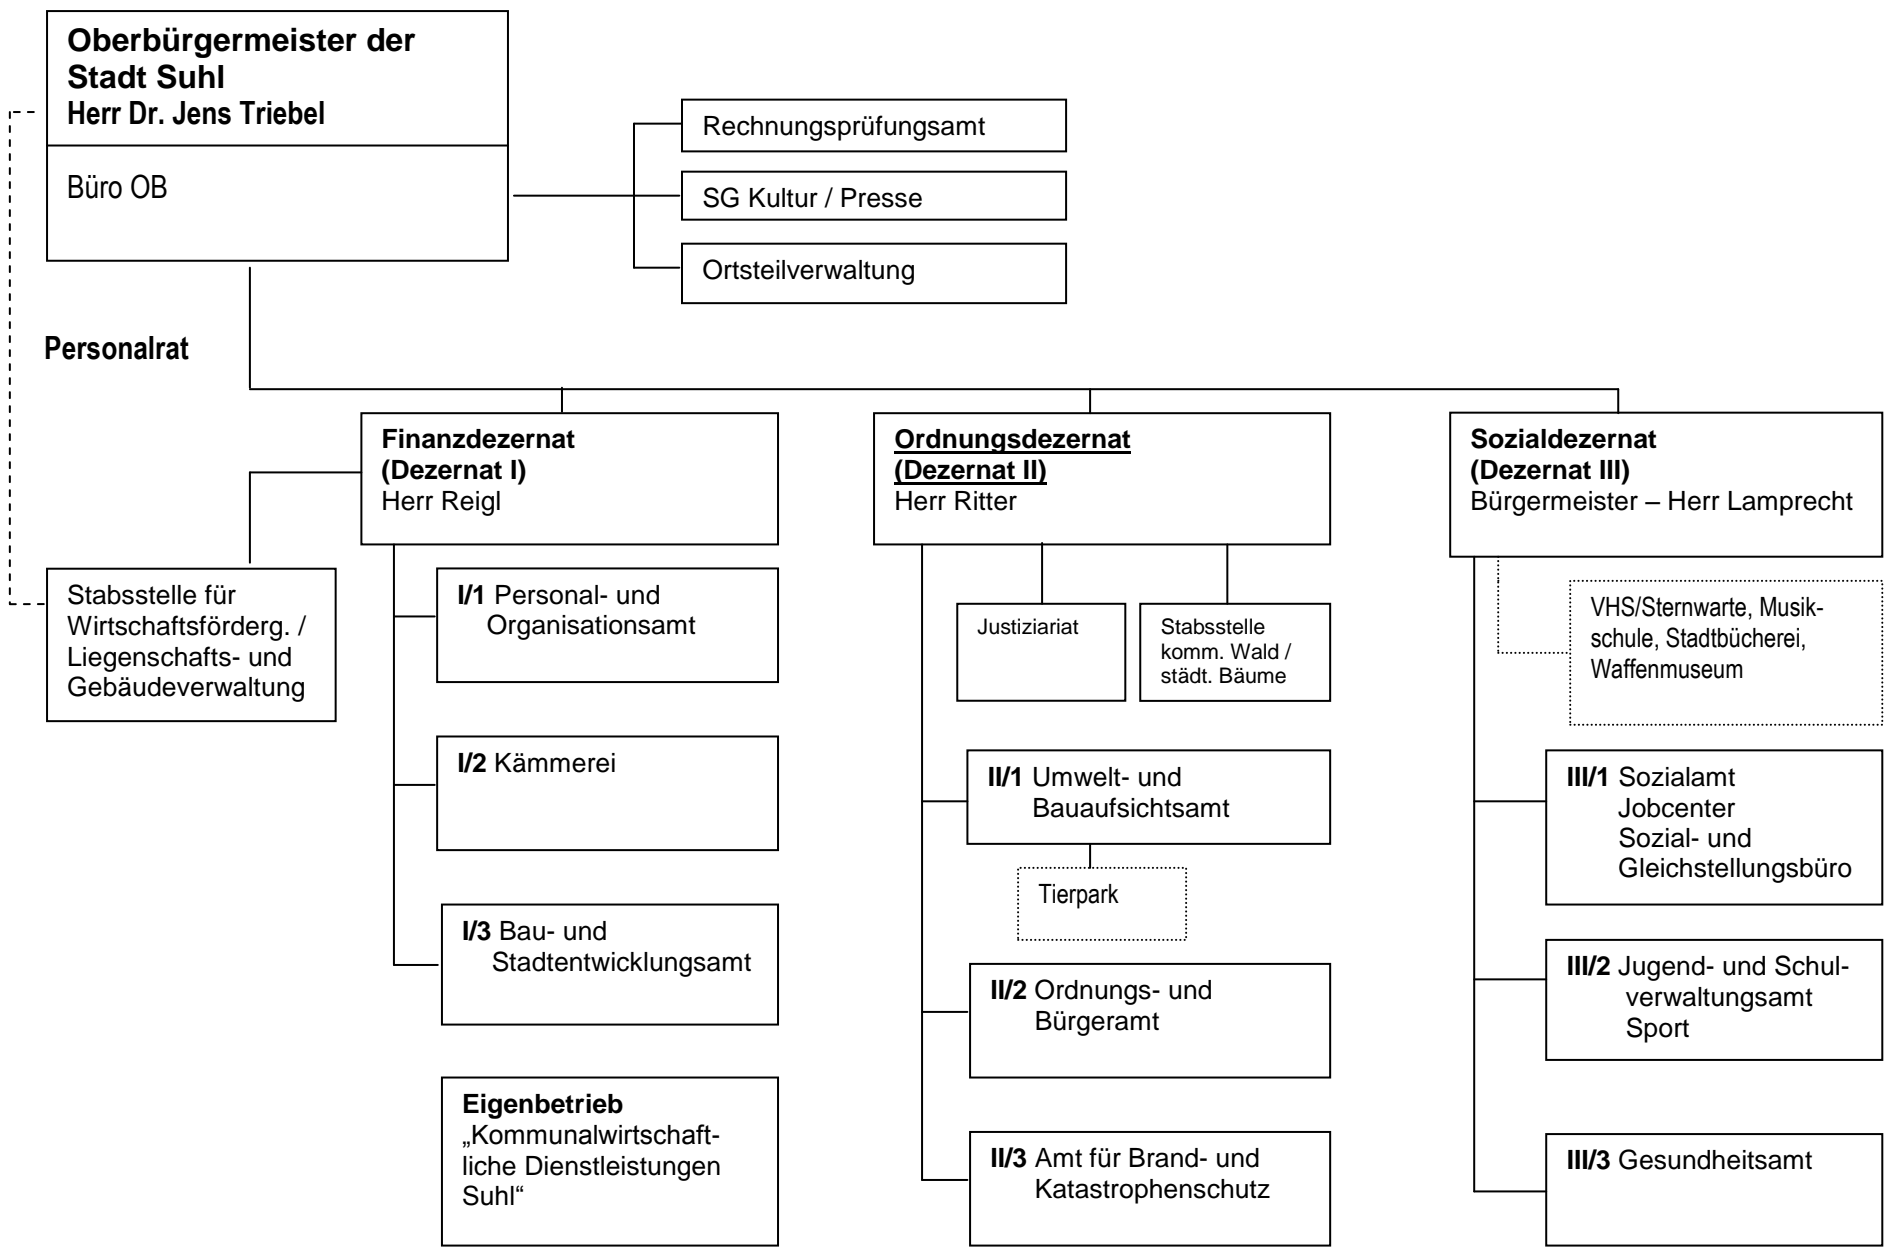 Oberbürgermeister der
Stadt Suhl
Herr Dr. Jens Triebel
Büro OB
Rechnungsprüfungsamt
SG Kultur / Presse
Ortsteilverwaltung
Personalrat
Finanzdezernat
(Dezernat I)
Herr Reigl
Ordnungsdezernat
(Dezernat II)
Herr Ritter
Sozialdezernat
(Dezernat III)
Bürgermeister – Herr Lamprecht
Stabsstelle für
Wirtschaftsförderg. /
Liegenschafts- und
Gebäudeverwaltung
I/1 Personal- und
Organisationsamt
I/2 Kämmerei
I/3 Bau- und
Stadtentwicklungsamt
Eigenbetrieb
„Kommunalwirtschaft-
liche Dienstleistungen
Suhl“
Justiziariat
Stabsstelle
komm. Wald /
städt. Bäume
II/1 Umwelt- und
Bauaufsichtsamt
Tierpark
II/2 Ordnungs- und
Bürgeramt
II/3 Amt für Brand- und
Katastrophenschutz
VHS/Sternwarte, Musik-
schule, Stadtbücherei,
Waffenmuseum
III/1 Sozialamt
Jobcenter
Sozial- und
Gleichstellungsbüro
III/2 Jugend- und Schul-
verwaltungsamt
Sport
III/3 Gesundheitsamt